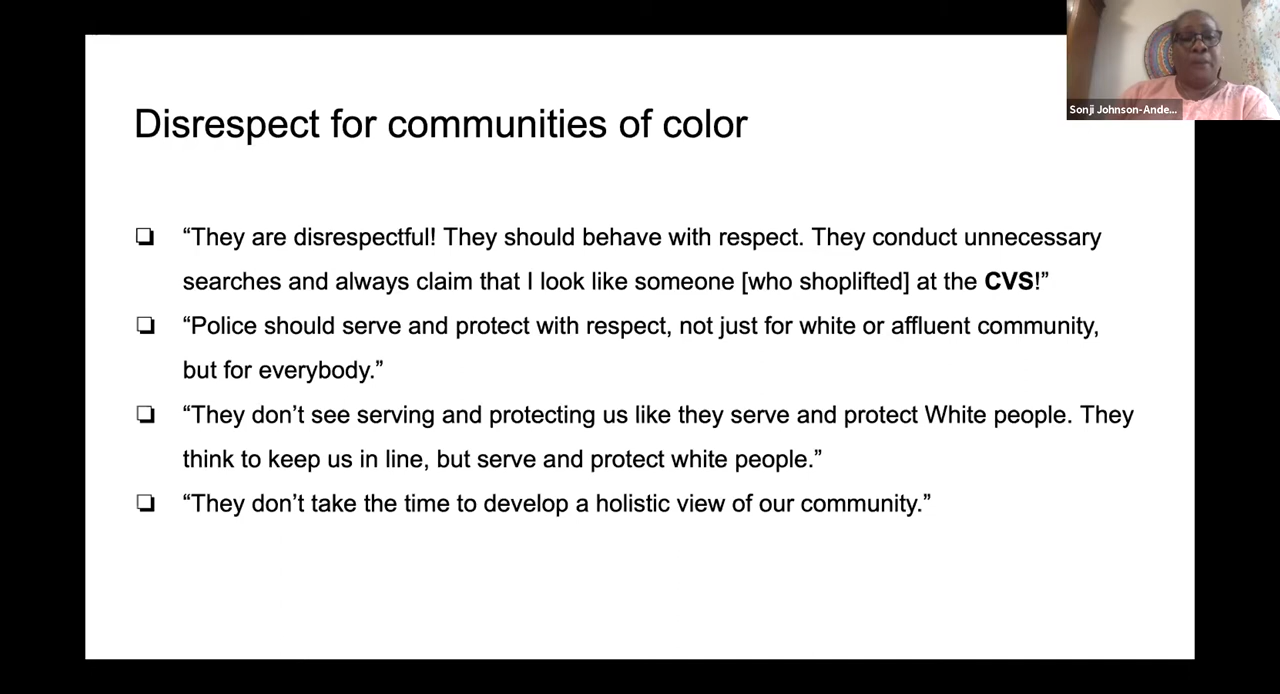 Disrespect for communities of color
“They are disrespectful! They should behave with respect. They conduct unnecessary
searches and always claim that I look like someone [who shoplifted] at the CVS!”
“Police should serve and protect with respect, not just for white or affluent community,
but for everybody.”
“They don’t see serving and protecting us like they serve and protect White people. They
think to keep us in line, but serve and protect white people.”
“They don’t take the time to develop a holistic view of our community.”
Sonji Johnson-Ande...